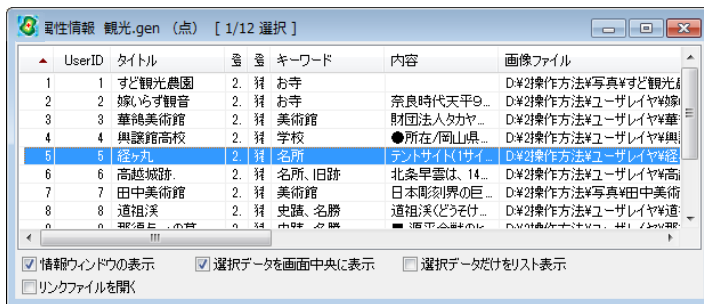 属性情報 観光.gen （点） [ 1/12 選択 ]
UserID タイトル キーワード 内容 画像ファイル
1 1 すど観光農園 2. お寺 D:¥2操作方法¥写真¥すど観光
2 2 嫁いらず観音 2. お寺 奈良時代天平9... D:¥2操作方法¥ユーザレイヤ¥嫁
3 3 華鴒美術館 2. 美術館 財団法人タカヤ... D:¥2操作方法¥ユーザレイヤ¥華
4 4 興譲館高校 2. 学校 ●所在/岡山県... D:¥2操作方法¥ユーザレイヤ¥興
5 5 経ヶ丸 2. 名所 テントサイト(1サイ... D:¥2操作方法¥ユーザレイヤ¥経
6 6 高越城跡. 2. 名所、旧跡 北条早雲は、14... D:¥2操作方法¥ユーザレイヤ¥高
7 7 田中美術館 2. 美術館 日本彫刻界の巨... D:¥2操作方法¥写真¥田中美術
8 8 道祖渓 2. 史蹟、名勝 道祖渓(どうそけ... D:¥2操作方法¥ユーザレイヤ¥道
情報ウィンドウの表示 選択データを画面中央に表示 選択データだけをリスト表示
リンクファイルを開く